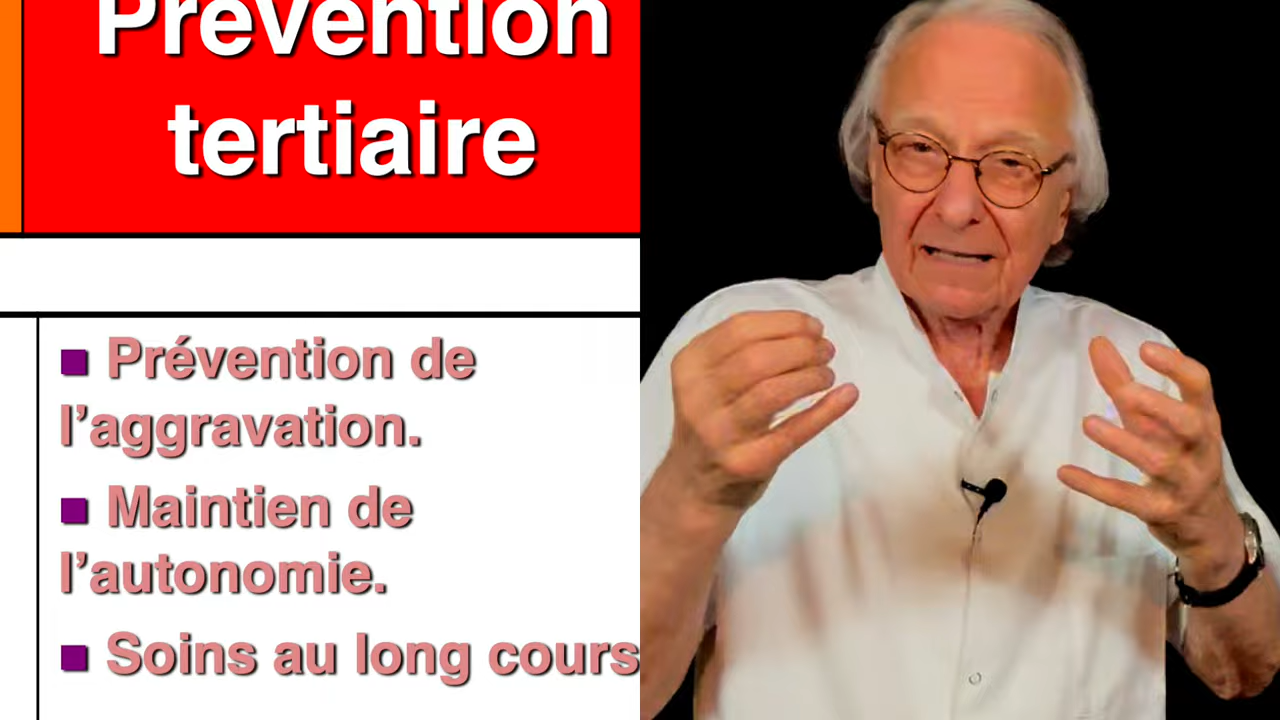 Prévention
tertiaire
■ Prévention de
l’aggravation.
■ Maintien de
l’autonomie.
■ Soins au long cours